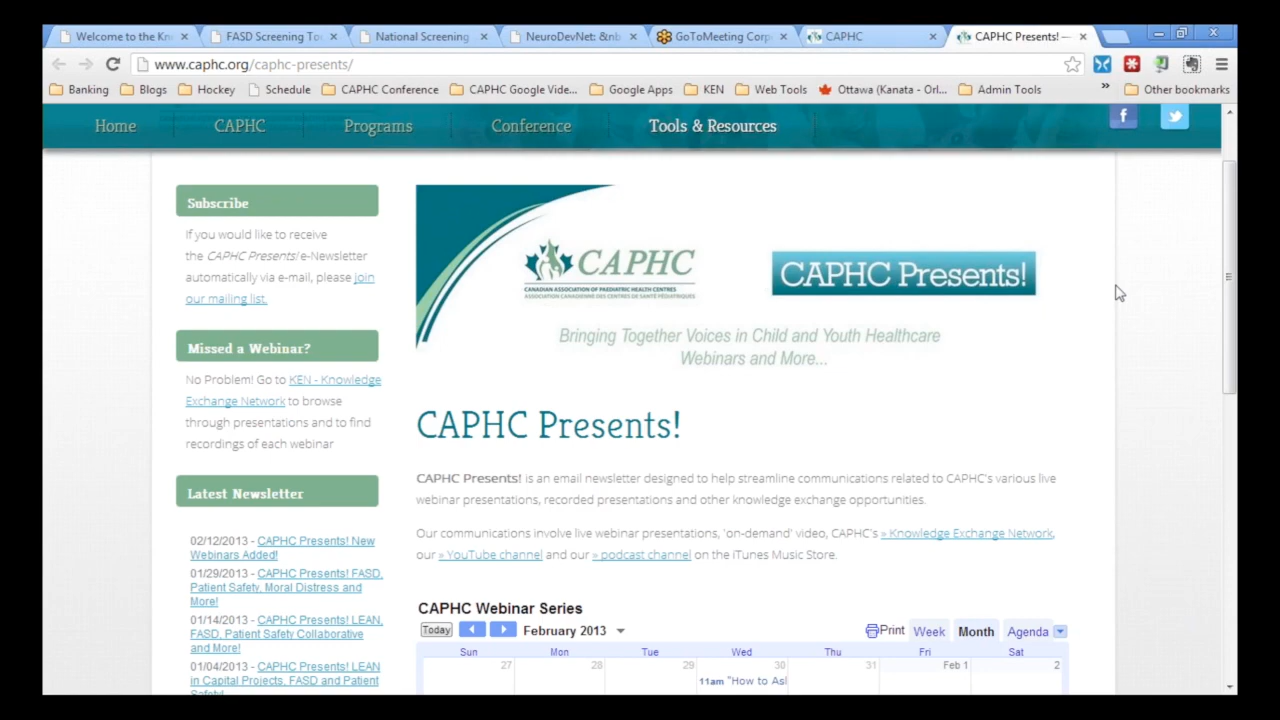 Welcome to the Kn
FASD Screening To
National Screening
NeuroDevNet: &nb
GoToMeeting Corp
CAPHC
CAPHC Presents! —
www.caphc.org/caphc-presents/
Banking
Blogs
Hockey
Schedule
CAPHC Conference
CAPHC Google Vide...
Google Apps
KEN
Web Tools
Ottawa (Kanata - Orl...
Admin Tools
»
Other bookmarks
Home
CAPHC
Programs
Conference
Tools & Resources
f
Subscribe
If you would like to receive
the CAPHC Presents! e-Newsletter
automatically via e-mail, please join
our mailing list.
Missed a Webinar?
No Problem! Go to KEN - Knowledge
Exchange Network to browse
through presentations and to find
recordings of each webinar
Latest Newsletter
02/12/2013 - CAPHC Presents! New
Webinars Added!
01/29/2013 - CAPHC Presents! FASD,
Patient Safety, Moral Distress and
More!
01/14/2013 - CAPHC Presents! LEAN,
FASD, Patient Safety Collaborative
and More!
01/04/2013 - CAPHC Presents! LEAN
in Capital Projects, FASD and Patient
Safety!
CAPHC
CANADIAN ASSOCIATION OF PAEDIATRIC HEALTH CENTRES
ASSOCIATION CANADIENNE DES CENTRES DE SANTÉ PÉDIATRIQUES
CAPHC Presents!
Bringing Together Voices in Child and Youth Healthcare
Webinars and More...
CAPHC Presents!
CAPHC Presents! is an email newsletter designed to help streamline communications related to CAPHC's various live
webinar presentations, recorded presentations and other knowledge exchange opportunities.
Our communications involve live webinar presentations, 'on-demand' video, CAPHC's » Knowledge Exchange Network,
our » YouTube channel and our » podcast channel on the iTunes Music Store.
CAPHC Webinar Series
Today
February 2013
Print
Week
Month
Agenda
Sun Mon Tue Wed Thu Fri Sat
27 28 29 30 31 Feb 1 2
11am "How to Asl